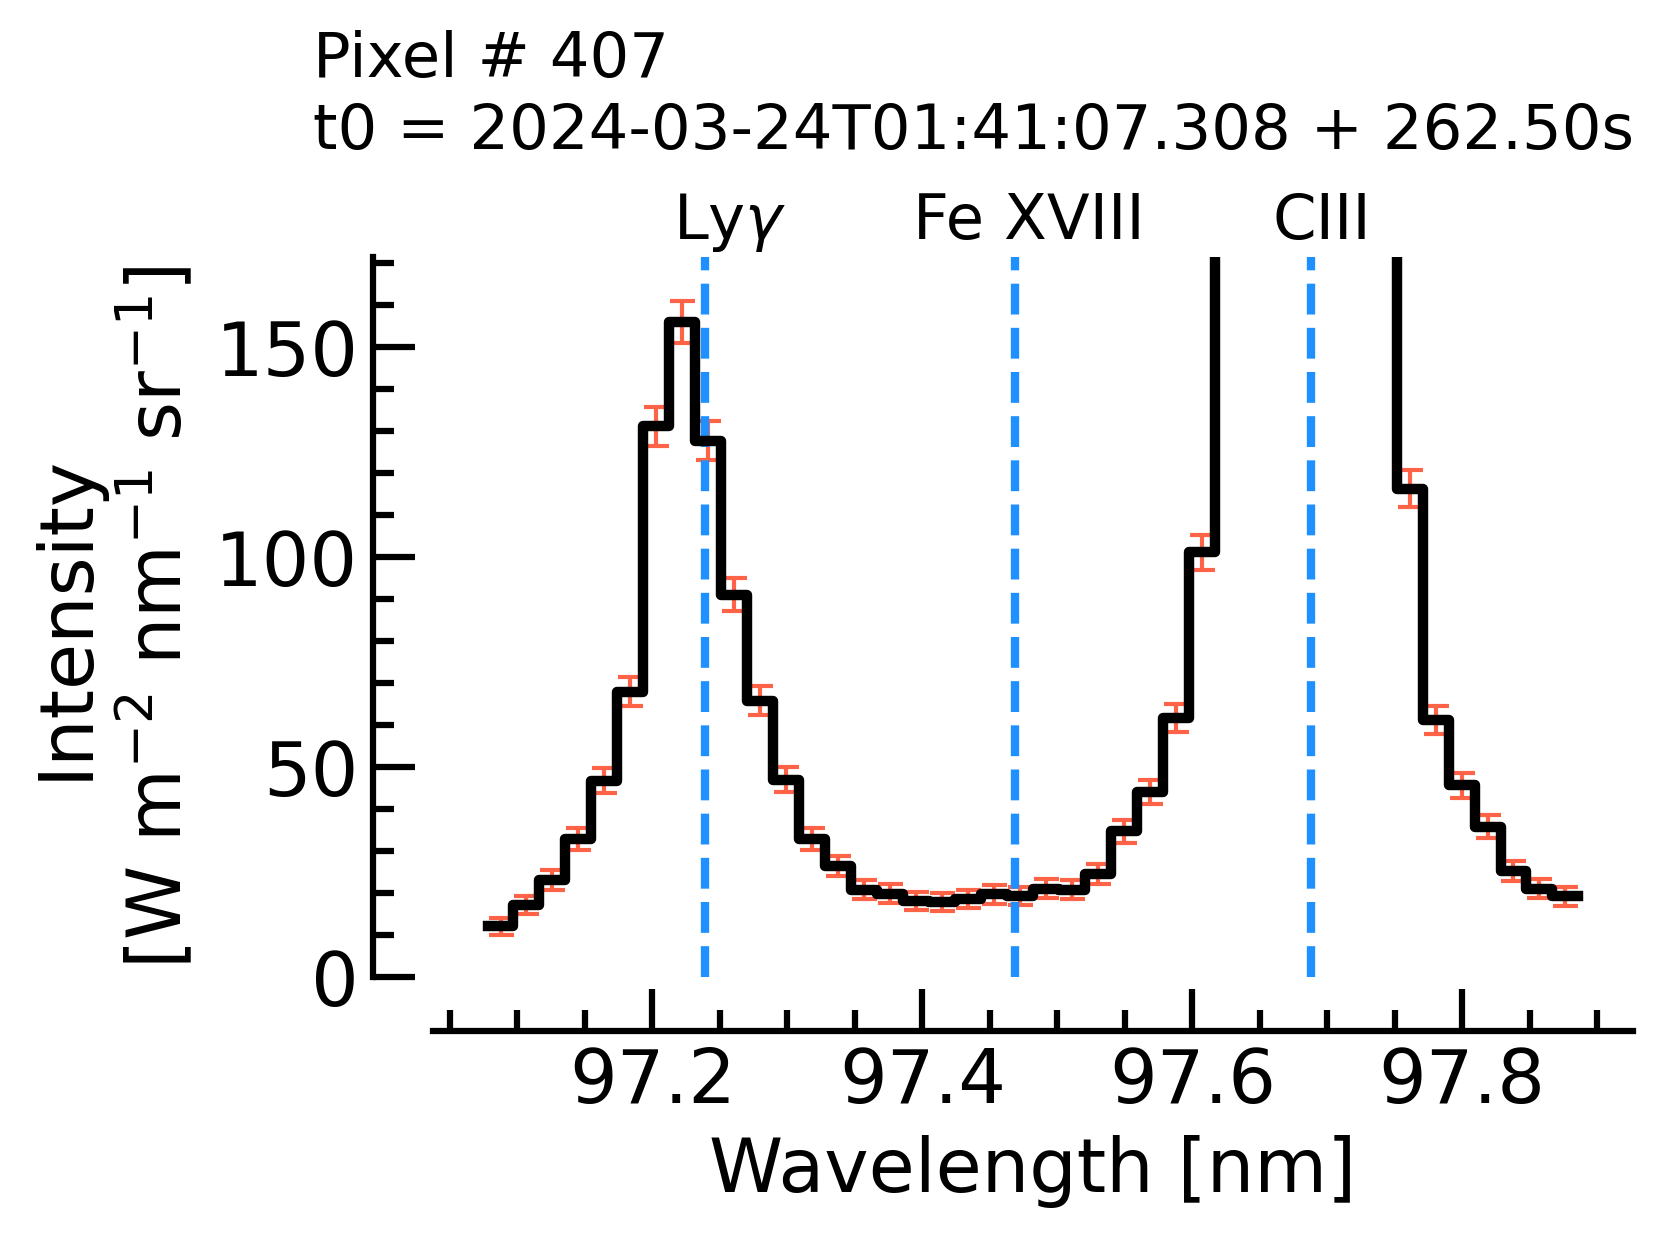 Pixel # 407
t0 = 2024-03-24T01:41:07.308 + 262.50s
Lyγ Fe XVIII CIII
Intensity
[W m⁻² nm⁻¹ sr⁻¹]
150
100
50
0
97.2 97.4 97.6 97.8
Wavelength [nm]